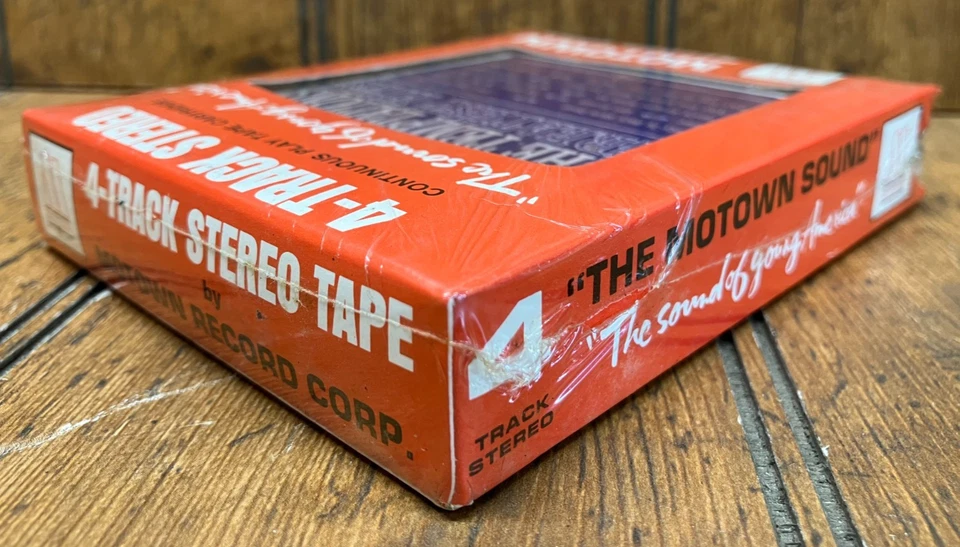 MOTOWN
"The sound of young America"
CONTINUOUS PLAY TAPE CARTRIDGE
4-TRACK STEREO
4-TRACK STEREO TAPE
by
MOTOWN RECORD CORP.
4
TRACK
STEREO
"THE MOTOWN SOUND"
"The sound of young America"